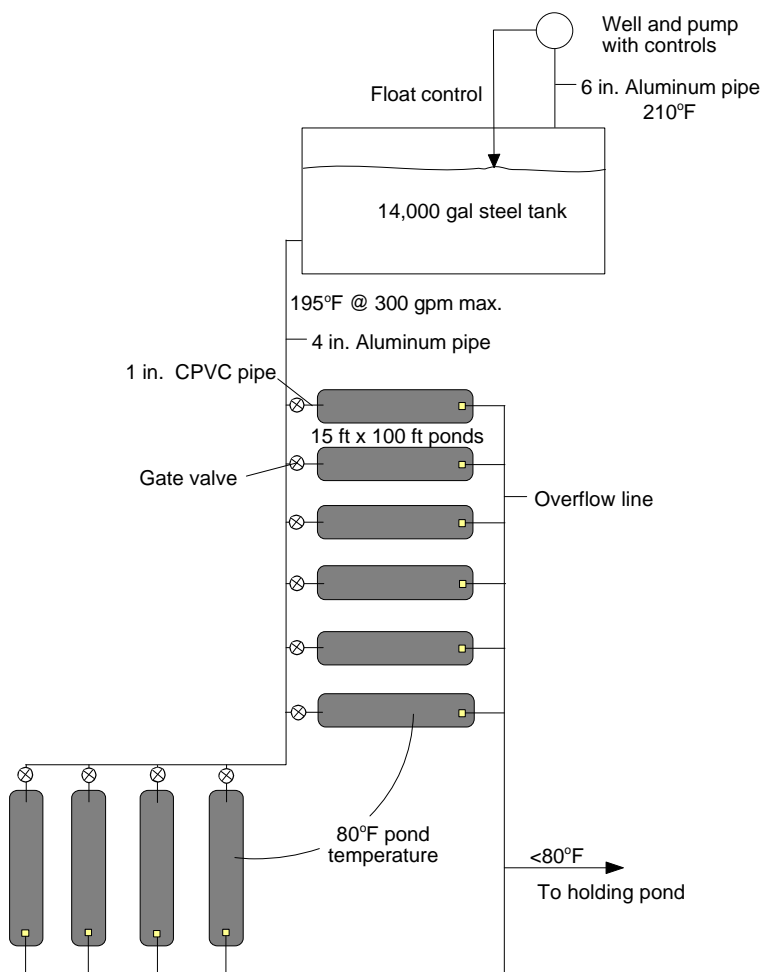 Well and pump
with controls
Float control
6 in. Aluminum pipe
210°F
14,000 gal steel tank
195°F @ 300 gpm max.
4 in. Aluminum pipe
1 in. CPVC pipe
15 ft x 100 ft ponds
Gate valve
Overflow line
80°F pond
temperature
<80°F
To holding pond